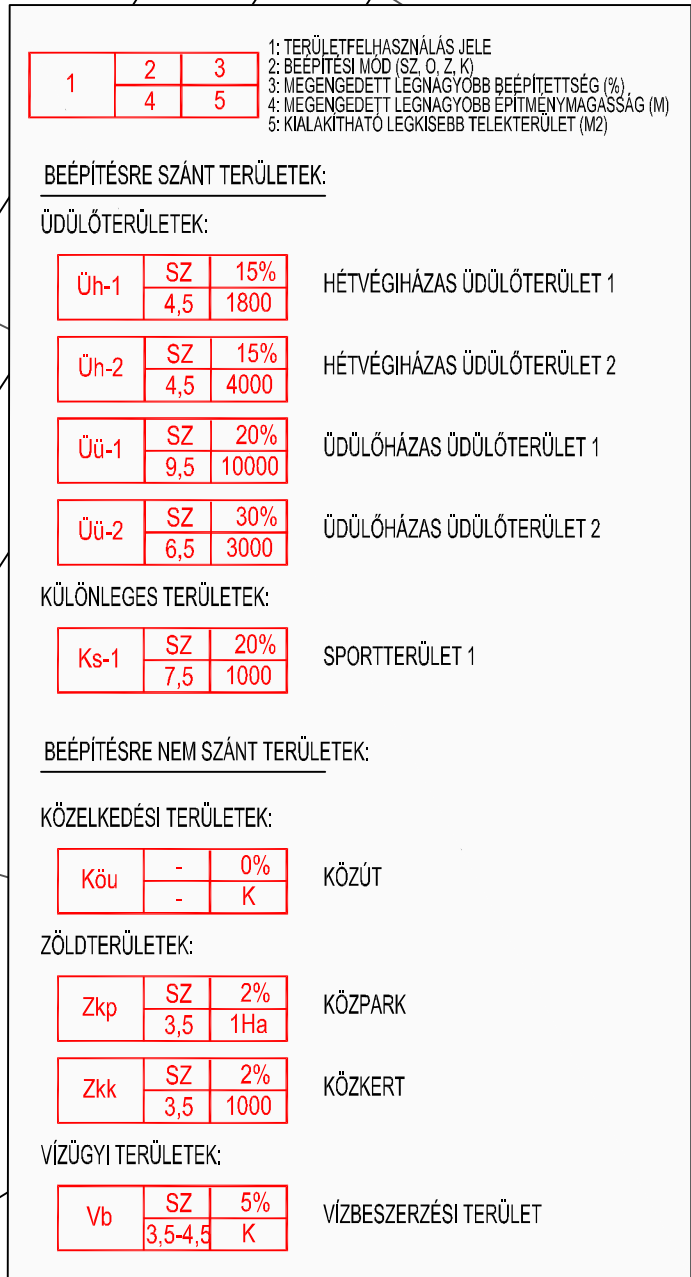 1 2 3
4 5
1: TERÜLETFELHASZNÁLÁS JELE
2: BEÉPÍTÉSI MÓD (SZ, O, Z, K)
3: MEGENGEDETT LEGNAGYOBB BEÉPÍTETTSÉG (%)
4: MEGENGEDETT LEGNAGYOBB ÉPÍTMÉNYMAGASSÁG (M)
5: KIALAKÍTHATÓ LEGKISEBB TELEKTERÜLET (M2)
BEÉPÍTÉSRE SZÁNT TERÜLETEK:
ÜDÜLŐTERÜLETEK:
Üh-1 SZ 15% HÉTVÉGIHÁZAS ÜDÜLŐTERÜLET 1
4,5 1800
Üh-2 SZ 15% HÉTVÉGIHÁZAS ÜDÜLŐTERÜLET 2
4,5 4000
Üü-1 SZ 20% ÜDÜLŐHÁZAS ÜDÜLŐTERÜLET 1
9,5 10000
Üü-2 SZ 30% ÜDÜLŐHÁZAS ÜDÜLŐTERÜLET 2
6,5 3000
KÜLÖNLEGES TERÜLETEK:
Ks-1 SZ 20% SPORTTERÜLET 1
7,5 1000
BEÉPÍTÉSRE NEM SZÁNT TERÜLETEK:
KÖZELKEDÉSI TERÜLETEK:
Köu - 0% KÖZÚT
- K
ZÖLDTERÜLETEK:
Zkp SZ 2% KÖZPARK
3,5 1Ha
Zkk SZ 2% KÖZKERT
3,5 1000
VÍZÜGYI TERÜLETEK:
Vb SZ 5% VÍZBESZERZÉSI TERÜLET
3,5-4,5 K